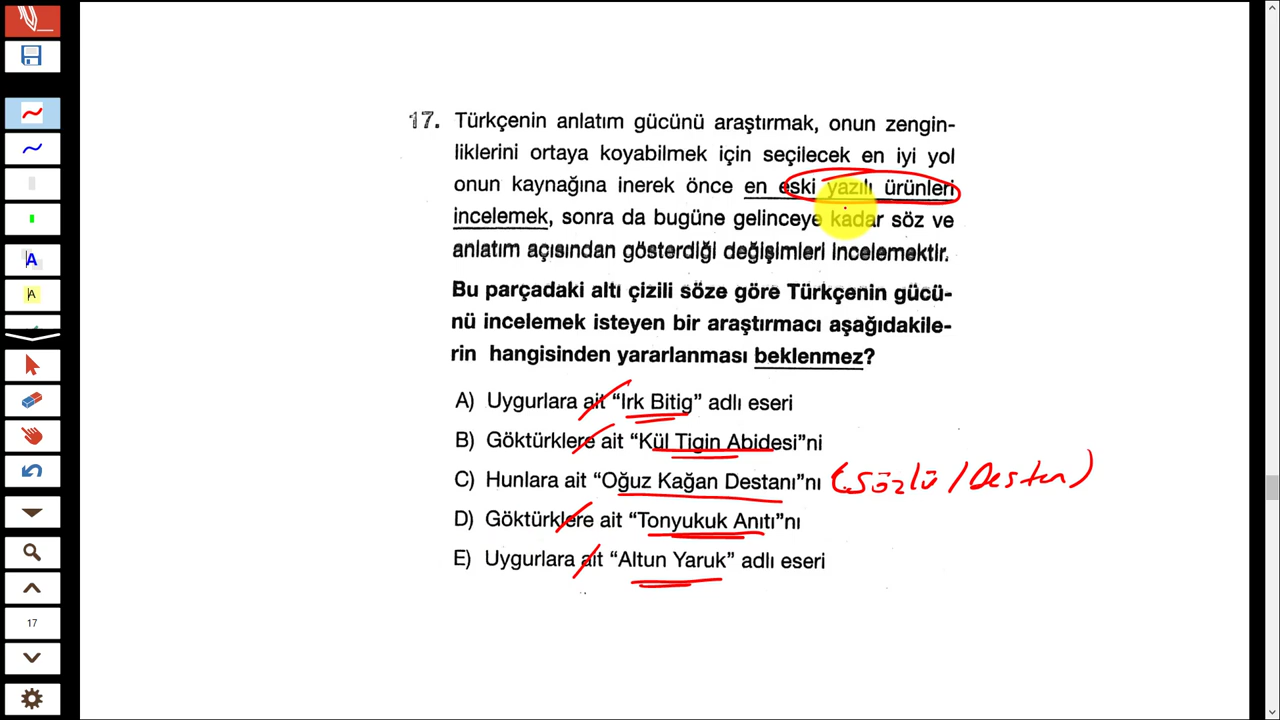 17. Türkçenin anlatım gücünü araştırmak, onun zengin-
liklerini ortaya koyabilmek için seçilecek en iyi yol
onun kaynağına inerek önce en eski yazılı ürünleri
incelemek, sonra da bugüne gelinceye kadar söz ve
anlatım açısından gösterdiği değişimleri incelemektir.
Bu parçadaki altı çizili söze göre Türkçenin gücü-
nü incelemek isteyen bir araştırmacı aşağıdakile-
rin hangisinden yararlanması beklenmez?
A) Uygurlara ait “Irk Bitig” adlı eseri
B) Göktürklere ait “Kül Tigin Abidesi”ni
C) Hunlara ait “Oğuz Kağan Destanı”nı (sözlü / Destan)
D) Göktürklere ait “Tonyukuk Anıtı”nı
E) Uygurlara ait “Altun Yaruk” adlı eseri
A
A
17